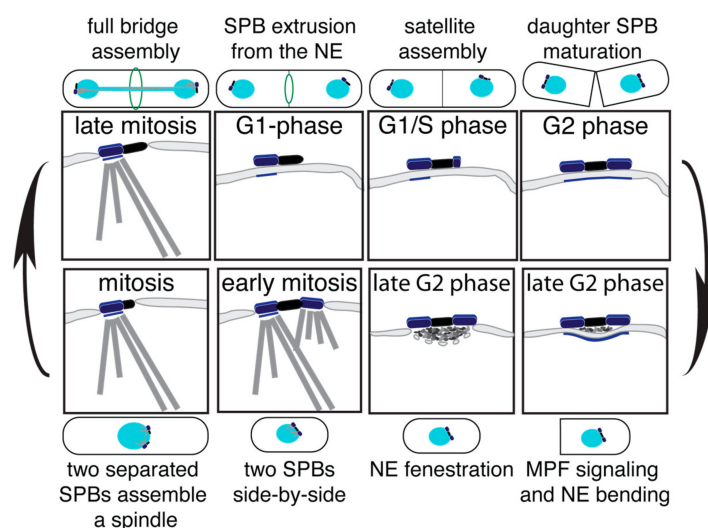 full bridge
assembly
SPB extrusion
from the NE
satellite
assembly
daughter SPB
maturation
late mitosis
G1-phase
G1/S phase
G2 phase
mitosis
early mitosis
late G2 phase
late G2 phase
two separated
SPBs assemble
a spindle
two SPBs
side-by-side
NE fenestration
MPF signaling
and NE bending